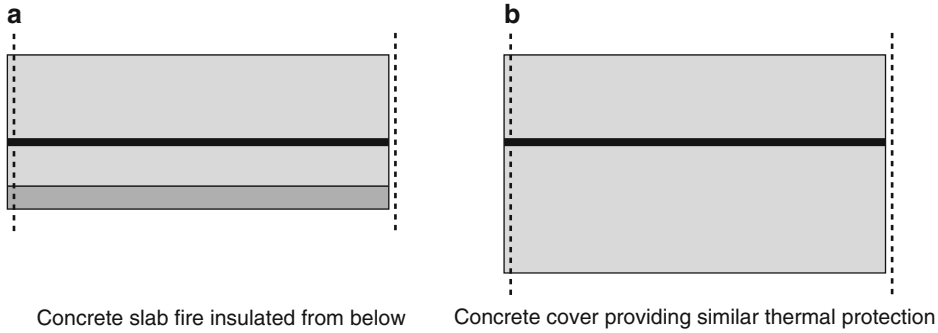 a
b
Concrete slab fire insulated from below
Concrete cover providing similar thermal protection